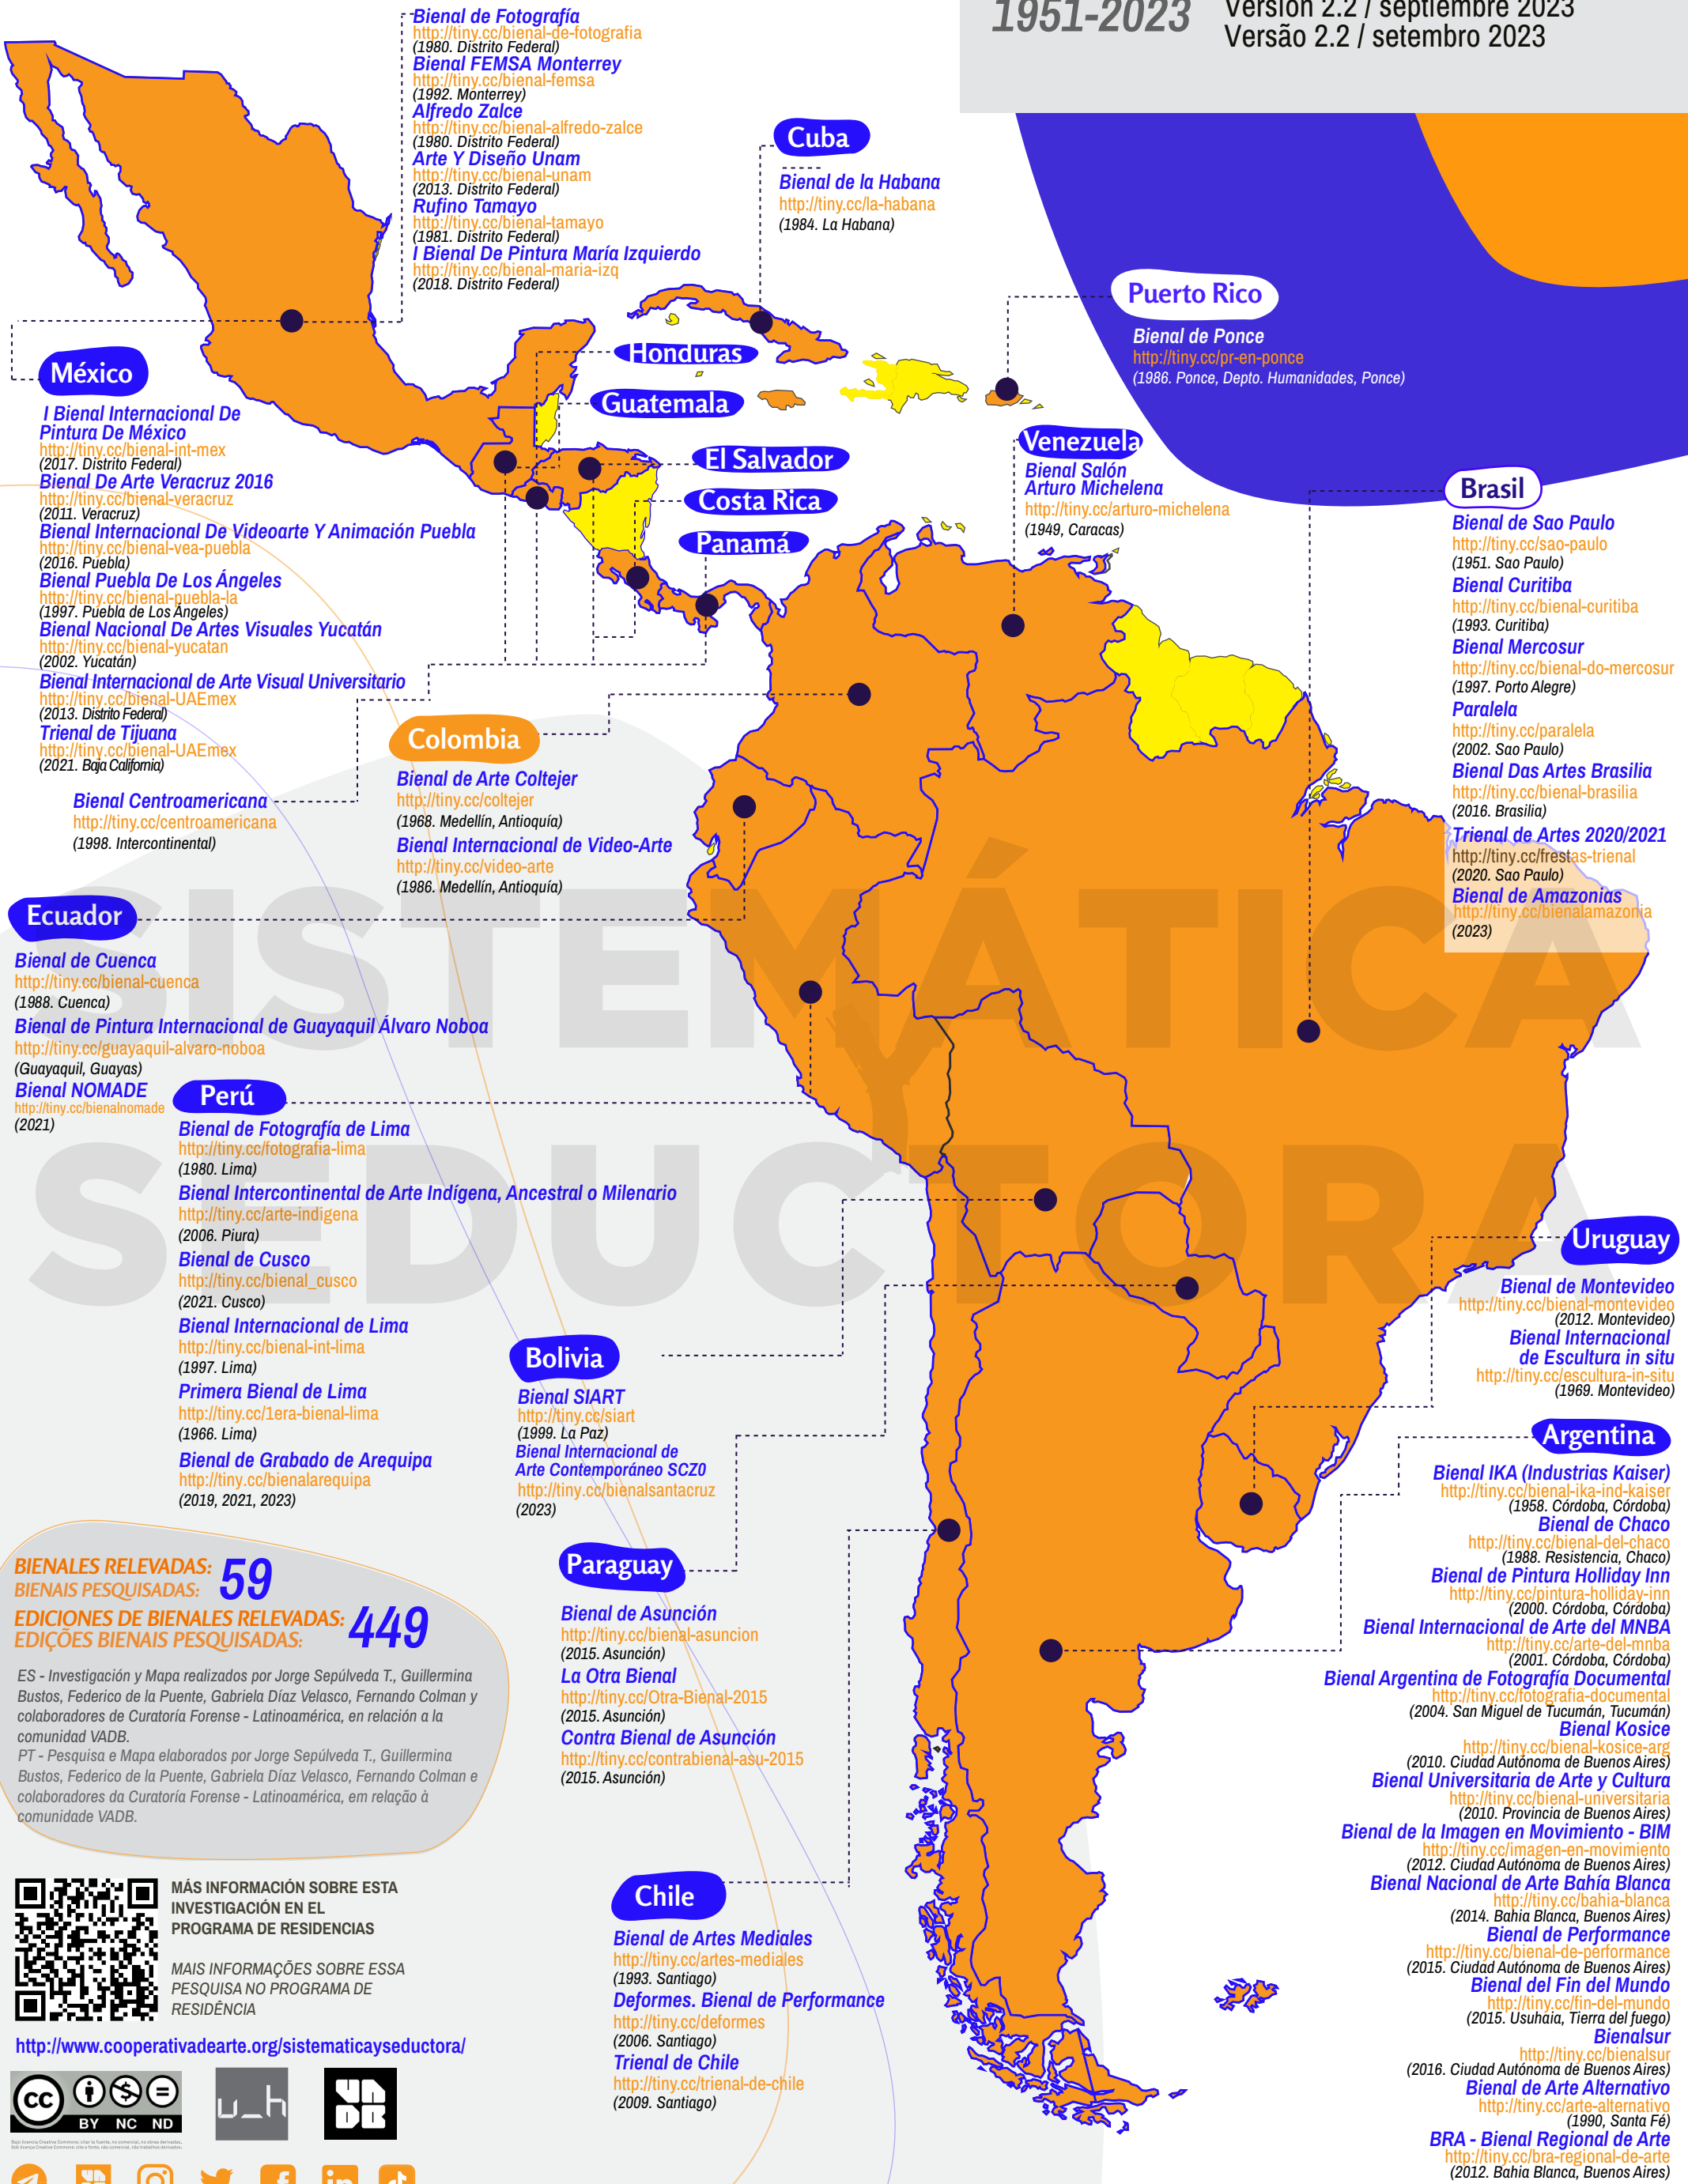 1951-2023
Versión 2.2 / septiembre 2023
Versão 2.2 / setembro 2023
Bienal de Fotografía
http://tiny.cc/bienal-de-fotografia
(1980. Distrito Federal)
Bienal FEMSA Monterrey
http://tiny.cc/bienal-femsa
(1992. Monterrey)
Alfredo Zalce
http://tiny.cc/bienal-alfredo-zalce
(1980. Distrito Federal)
Arte Y Diseño Unam
http://tiny.cc/bienal-unam
(2013. Distrito Federal)
Rufino Tamayo
http://tiny.cc/bienal-tamayo
(1981. Distrito Federal)
I Bienal De Pintura María Izquierdo
http://tiny.cc/bienal-maria-izq
(2018. Distrito Federal)
Cuba
Bienal de la Habana
http://tiny.cc/la-habana
(1984. La Habana)
Puerto Rico
Bienal de Ponce
http://tiny.cc/pr-en-ponce
(1986. Ponce, Depto. Humanidades, Ponce)
Honduras
Guatemala
El Salvador
Costa Rica
Panamá
México
I Bienal Internacional De
Pintura De México
http://tiny.cc/bienal-int-mex
(2017. Distrito Federal)
Bienal De Arte Veracruz 2016
http://tiny.cc/bienal-veracruz
(2011. Veracruz)
Bienal Internacional De Videoarte Y Animación Puebla
http://tiny.cc/bienal-vea-puebla
(2016. Puebla)
Bienal Puebla De Los Ángeles
http://tiny.cc/bienal-puebla-la
(1997. Puebla de Los Ángeles)
Bienal Nacional De Artes Visuales Yucatán
http://tiny.cc/bienal-yucatan
(2002. Yucatán)
Bienal Internacional de Arte Visual Universitario
http://tiny.cc/bienal-UAEmex
(2013. Distrito Federal)
Trienal de Tijuana
http://tiny.cc/bienal-UAEmex
(2021. Baja California)
Bienal Centroamericana
http://tiny.cc/centroamericana
(1998. Intercontinental)
Venezuela
Bienal Salón
Arturo Michelena
http://tiny.cc/arturo-michelena
(1949, Caracas)
Brasil
Bienal de Sao Paulo
http://tiny.cc/sao-paulo
(1951. Sao Paulo)
Bienal Curitiba
http://tiny.cc/bienal-curitiba
(1993. Curitiba)
Bienal Mercosur
http://tiny.cc/bienal-do-mercosur
(1997. Porto Alegre)
Paralela
http://tiny.cc/paralela
(2002. Sao Paulo)
Bienal Das Artes Brasilia
http://tiny.cc/bienal-brasilia
(2016. Brasilia)
Trienal de Artes 2020/2021
http://tiny.cc/frestas-trienal
(2020. Sao Paulo)
Bienal de Amazonias
http://tiny.cc/bienalamazonia
(2023)
Colombia
Bienal de Arte Coltejer
http://tiny.cc/coltejer
(1968. Medellín, Antioquía)
Bienal Internacional de Video-Arte
http://tiny.cc/video-arte
(1986. Medellín, Antioquía)
SISTEMÁTICA
Y
SEDUCTORA
Ecuador
Bienal de Cuenca
http://tiny.cc/bienal-cuenca
(1988. Cuenca)
Bienal de Pintura Internacional de Guayaquil Álvaro Noboa
http://tiny.cc/guayaquil-alvaro-noboa
(Guayaquil, Guayas)
Bienal NOMADE
http://tiny.cc/bienalnomade
(2021)
Perú
Bienal de Fotografía de Lima
http://tiny.cc/fotografia-lima
(1980. Lima)
Bienal Intercontinental de Arte Indígena, Ancestral o Milenario
http://tiny.cc/arte-indigena
(2006. Piura)
Bienal de Cusco
http://tiny.cc/bienal_cusco
(2021. Cusco)
Bienal Internacional de Lima
http://tiny.cc/bienal-int-lima
(1997. Lima)
Primera Bienal de Lima
http://tiny.cc/1era-bienal-lima
(1966. Lima)
Bienal de Grabado de Arequipa
http://tiny.cc/bienalarequipa
(2019, 2021, 2023)
Bolivia
Bienal SIART
http://tiny.cc/siart
(1999. La Paz)
Bienal Internacional de
Arte Contemporáneo SCZ0
http://tiny.cc/bienalsantacruz
(2023)
Paraguay
Bienal de Asunción
http://tiny.cc/bienal-asuncion
(2015. Asunción)
La Otra Bienal
http://tiny.cc/Otra-Bienal-2015
(2015. Asunción)
Contra Bienal de Asunción
http://tiny.cc/contrabienal-asu-2015
(2015. Asunción)
Chile
Bienal de Artes Mediales
http://tiny.cc/artes-mediales
(1993. Santiago)
Deformes. Bienal de Performance
http://tiny.cc/deformes
(2006. Santiago)
Trienal de Chile
http://tiny.cc/trienal-de-chile
(2009. Santiago)
Uruguay
Bienal de Montevideo
http://tiny.cc/bienal-montevideo
(2012. Montevideo)
Bienal Internacional
de Escultura in situ
http://tiny.cc/escultura-in-situ
(1969. Montevideo)
Argentina
Bienal IKA (Industrias Kaiser)
http://tiny.cc/bienal-ika-ind-kaiser
(1958. Córdoba, Córdoba)
Bienal de Chaco
http://tiny.cc/bienal-del-chaco
(1988. Resistencia, Chaco)
Bienal de Pintura Holliday Inn
http://tiny.cc/pintura-holliday-inn
(2000. Córdoba, Córdoba)
Bienal Internacional de Arte del MNBA
http://tiny.cc/arte-del-mnba
(2001. Córdoba, Córdoba)
Bienal Argentina de Fotografía Documental
http://tiny.cc/fotografia-documental
(2004. San Miguel de Tucumán, Tucumán)
Bienal Kosice
http://tiny.cc/bienal-kosice-arg
(2010. Ciudad Autónoma de Buenos Aires)
Bienal Universitaria de Arte y Cultura
http://tiny.cc/bienal-universitaria
(2010. Provincia de Buenos Aires)
Bienal de la Imagen en Movimiento - BIM
http://tiny.cc/imagen-en-movimiento
(2012. Ciudad Autónoma de Buenos Aires)
Bienal Nacional de Arte Bahía Blanca
http://tiny.cc/bahia-blanca
(2014. Bahia Blanca, Buenos Aires)
Bienal de Performance
http://tiny.cc/bienal-de-performance
(2015. Ciudad Autónoma de Buenos Aires)
Bienal del Fin del Mundo
http://tiny.cc/fin-del-mundo
(2015. Usuhaia, Tierra del fuego)
Bienalsur
http://tiny.cc/bienalsur
(2016. Ciudad Autónoma de Buenos Aires)
Bienal de Arte Alternativo
http://tiny.cc/arte-alternativo
(1990, Santa Fé)
BRA - Bienal Regional de Arte
http://tiny.cc/bra-regional-de-arte
(2012. Bahia Blanca, Buenos Aires)
BIENALES RELEVADAS:
BIENAIS PESQUISADAS: 59
EDICIONES DE BIENALES RELEVADAS:
EDIÇÕES BIENAIS PESQUISADAS: 449
ES - Investigación y Mapa realizados por Jorge Sepúlveda T., Guillermina
Bustos, Federico de la Puente, Gabriela Díaz Velasco, Fernando Colman y
colaboradores de Curatoría Forense - Latinoamérica, en relación a la
comunidad VADB.
PT - Pesquisa e Mapa elaborados por Jorge Sepúlveda T., Guillermina
Bustos, Federico de la Puente, Gabriela Díaz Velasco, Fernando Colman e
colaboradores da Curatoría Forense - Latinoamérica, em relação à
comunidade VADB.
MÁS INFORMACIÓN SOBRE ESTA
INVESTIGACIÓN EN EL
PROGRAMA DE RESIDENCIAS
MAIS INFORMAÇÕES SOBRE ESSA
PESQUISA NO PROGRAMA DE
RESIDÊNCIA
http://www.cooperativadearte.org/sistematicayseductora/
cc
BY NC ND
u_h
VADB